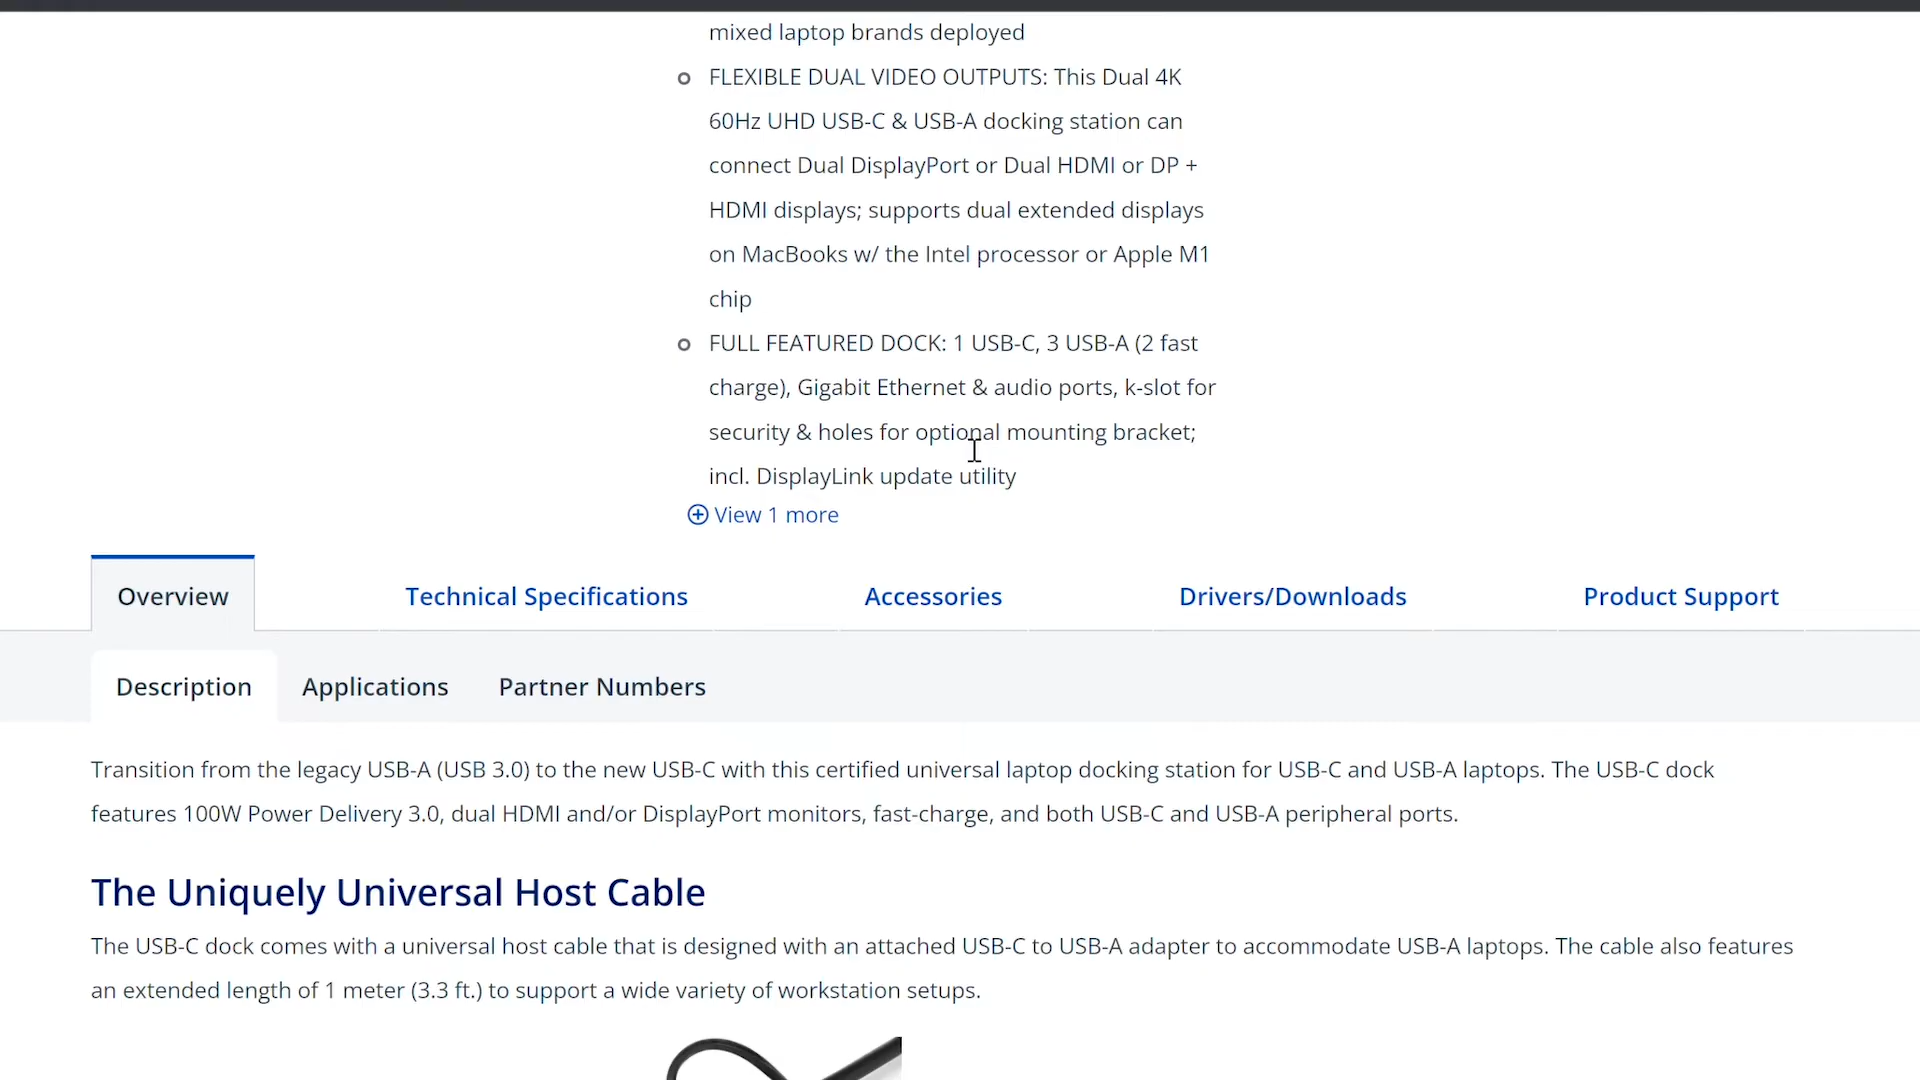 mixed laptop brands deployed
FLEXIBLE DUAL VIDEO OUTPUTS: This Dual 4K
60Hz UHD USB-C & USB-A docking station can
connect Dual DisplayPort or Dual HDMI or DP +
HDMI displays; supports dual extended displays
on MacBooks w/ the Intel processor or Apple M1
chip
FULL FEATURED DOCK: 1 USB-C, 3 USB-A (2 fast
charge), Gigabit Ethernet & audio ports, k-slot for
security & holes for optional mounting bracket;
incl. DisplayLink update utility
View 1 more
Overview Technical Specifications Accessories Drivers/Downloads Product Support
Description Applications Partner Numbers
Transition from the legacy USB-A (USB 3.0) to the new USB-C with this certified universal laptop docking station for USB-C and USB-A laptops. The USB-C dock
features 100W Power Delivery 3.0, dual HDMI and/or DisplayPort monitors, fast-charge, and both USB-C and USB-A peripheral ports.
The Uniquely Universal Host Cable
The USB-C dock comes with a universal host cable that is designed with an attached USB-C to USB-A adapter to accommodate USB-A laptops. The cable also features
an extended length of 1 meter (3.3 ft.) to support a wide variety of workstation setups.